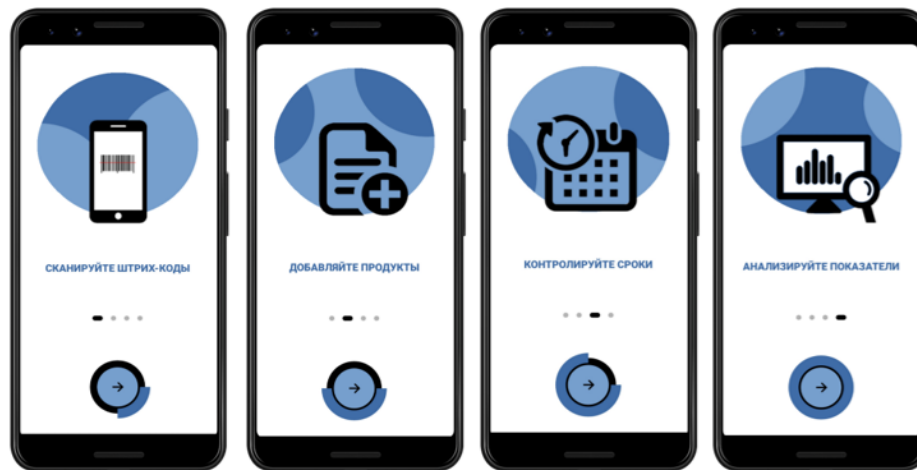 СКАНИРУЙТЕ ШТРИХ-КОДЫ
ДОБАВЛЯЙТЕ ПРОДУКТЫ
КОНТРОЛИРУЙТЕ СРОКИ
АНАЛИЗИРУЙТЕ ПОКАЗАТЕЛИ